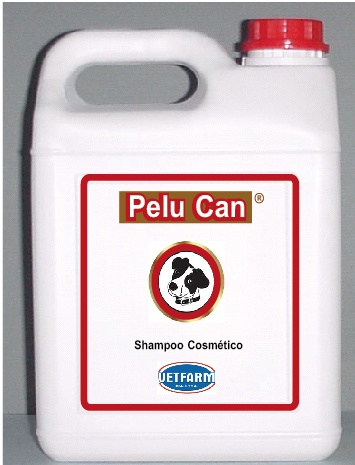 Pelu Can ®
Shampoo Cosmético
VETFARM